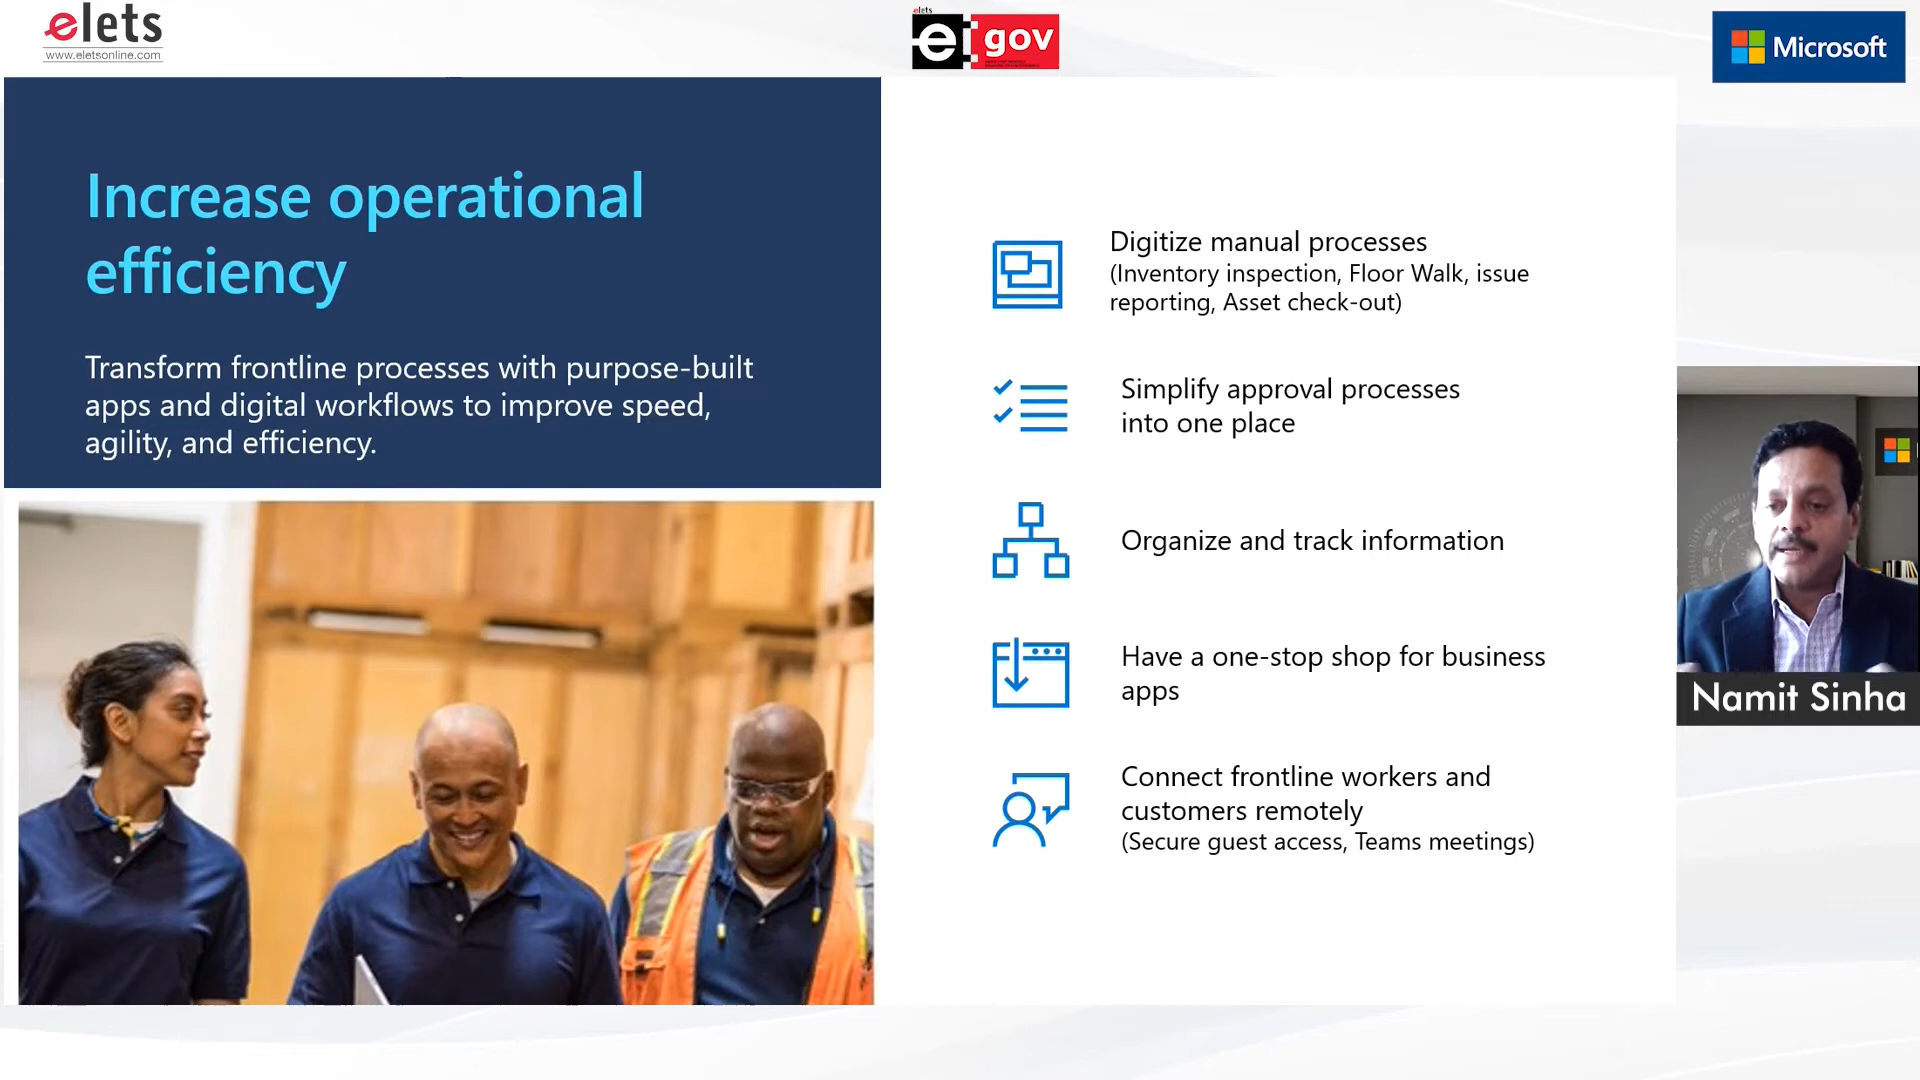 elets
www.eletsonline.com
elets
e gov
Microsoft
Increase operational
efficiency
Transform frontline processes with purpose-built
apps and digital workflows to improve speed,
agility, and efficiency.
Digitize manual processes
(Inventory inspection, Floor Walk, issue
reporting, Asset check-out)
Simplify approval processes
into one place
Organize and track information
Have a one-stop shop for business
apps
Connect frontline workers and
customers remotely
(Secure guest access, Teams meetings)
Namit Sinha